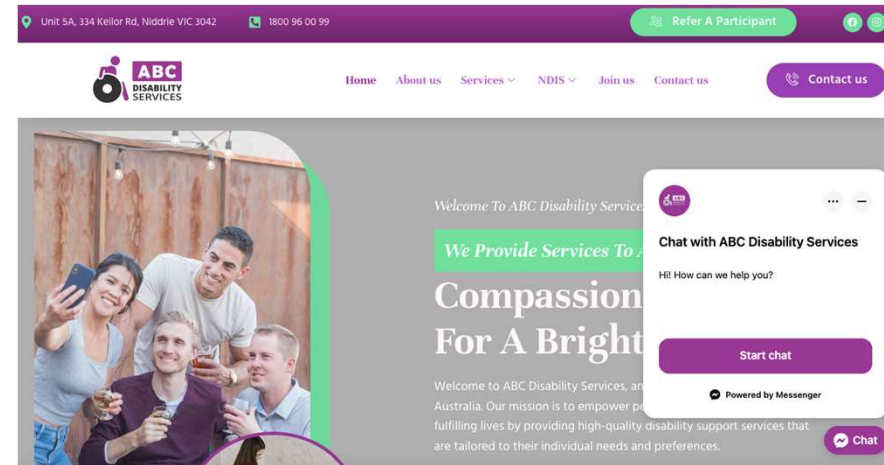 Unit 5A, 334 Keilor Rd, Niddrie VIC 3042
1800 96 00 99
Refer A Participant
ABC
DISABILITY
SERVICES
Home
About us
Services
NDIS
Join us
Contact us
Contact us
Welcome To ABC Disability Service
We Provide Services To A
Compassion
For A Bright
Welcome to ABC Disability Services, an
Australia. Our mission is to empower pe
fulfilling lives by providing high-quality disability support services that
are tailored to their individual needs and preferences.
Chat with ABC Disability Services
Hi! How can we help you?
Start chat
Powered by Messenger
Chat